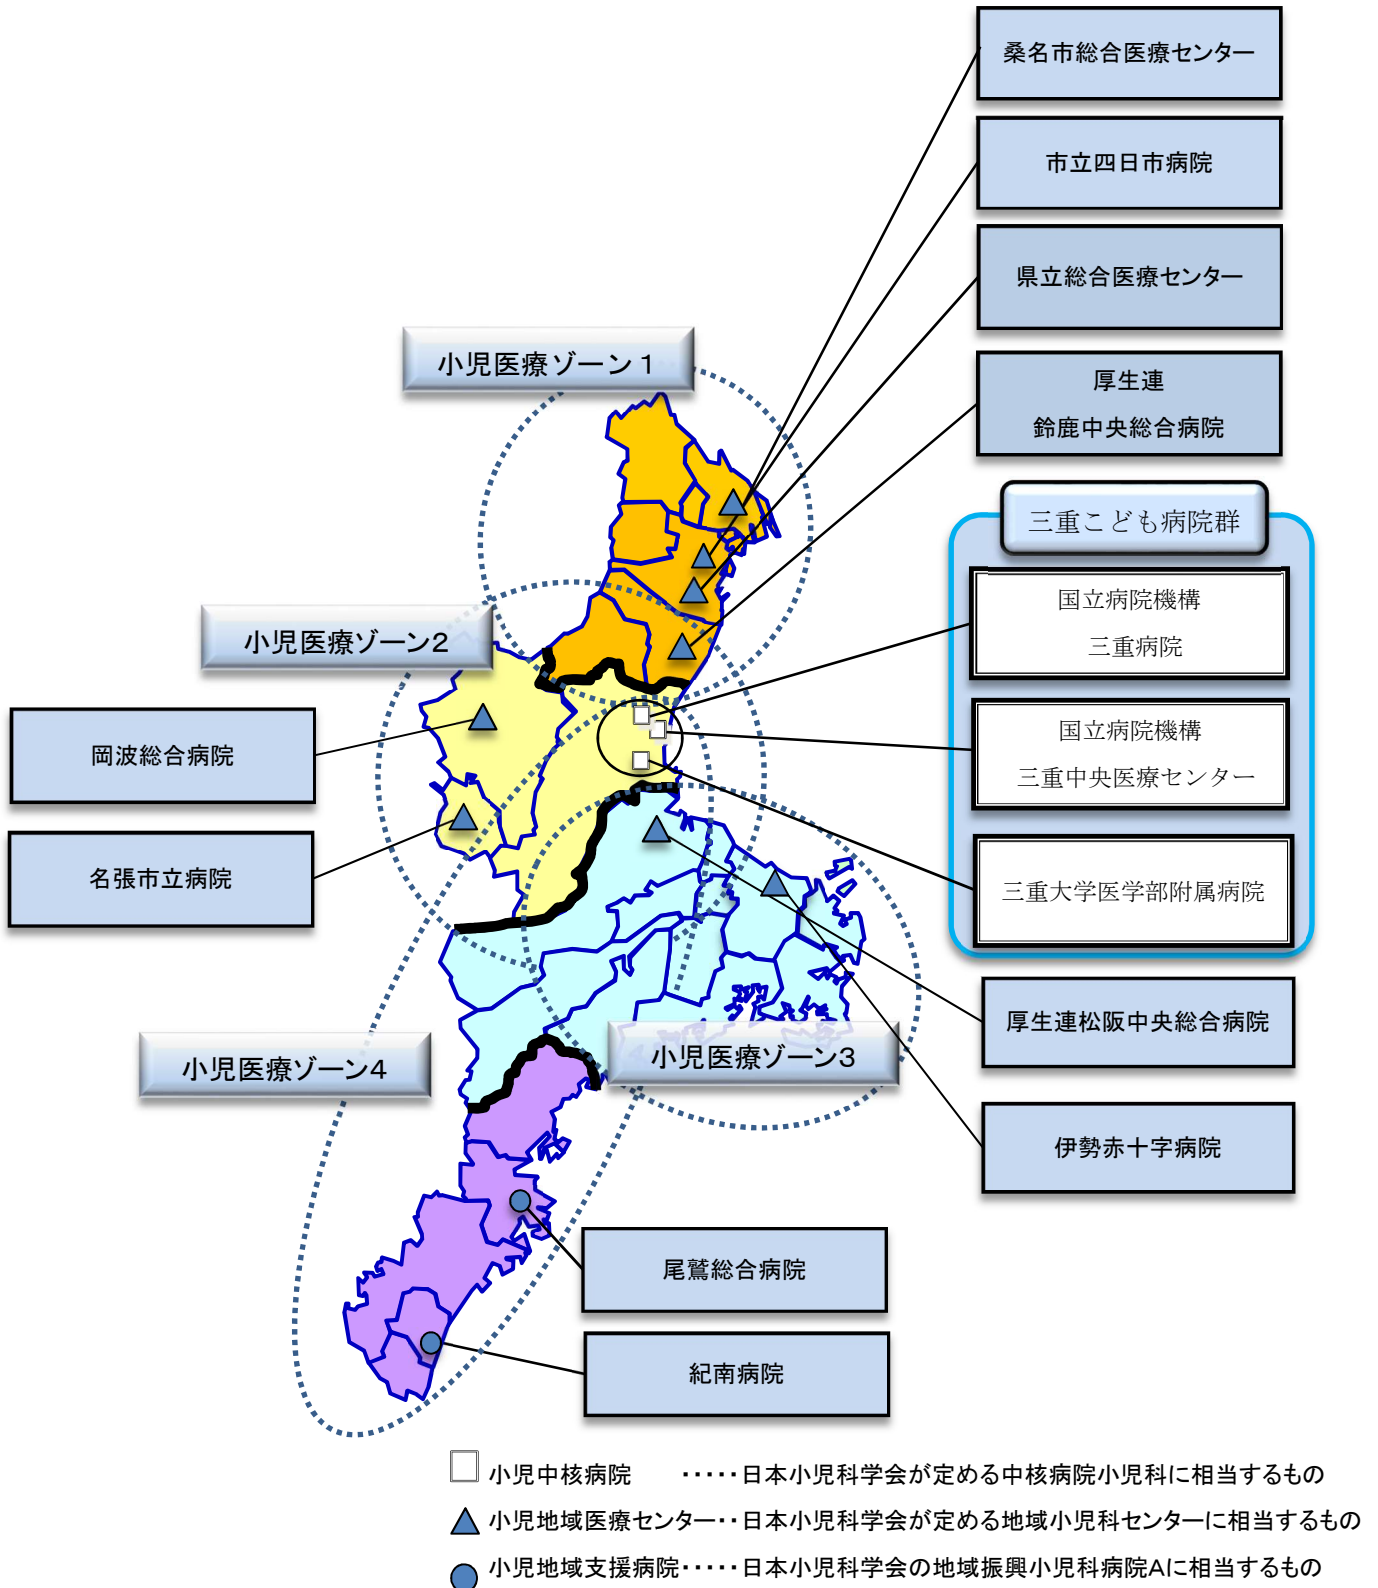 桑名市総合医療センター
市立四日市病院
県立総合医療センター
厚生連
鈴鹿中央総合病院
小児医療ゾーン1
三重こども病院群
国立病院機構
三重病院
小児医療ゾーン2
国立病院機構
三重中央医療センター
岡波総合病院
名張市立病院
三重大学医学部附属病院
厚生連松阪中央総合病院
小児医療ゾーン4
小児医療ゾーン3
伊勢赤十字病院
尾鷲総合病院
紀南病院
小児中核病院 ・・・・・日本小児科学会が定める中核病院小児科に相当するもの
小児地域医療センター・・日本小児科学会が定める地域小児科センターに相当するもの
小児地域支援病院・・・・・日本小児科学会の地域振興小児科病院Aに相当するもの